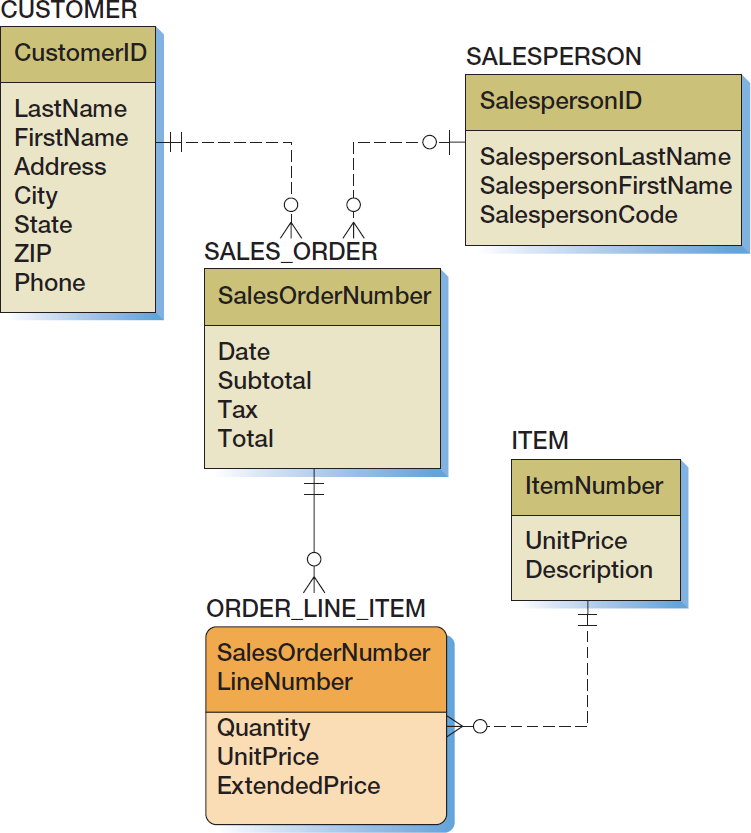 CUSTOMER
CustomerID
LastName
FirstName
Address
City
State
ZIP
Phone
SALESPERSON
SalespersonID
SalespersonLastName
SalespersonFirstName
SalespersonCode
SALES_ORDER
SalesOrderNumber
Date
Subtotal
Tax
Total
ITEM
ItemNumber
UnitPrice
Description
ORDER_LINE_ITEM
SalesOrderNumber
LineNumber
Quantity
UnitPrice
ExtendedPrice